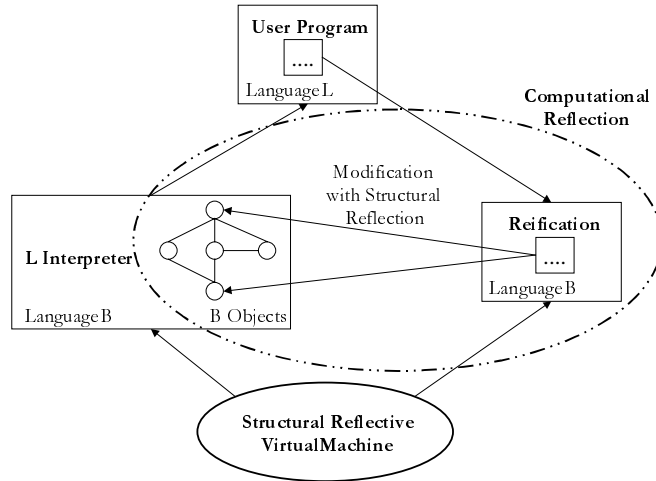 User Program
....
Language L
Computational
Reflection
Modification
with Structural
Reflection
L Interpreter
Language B
B Objects
Reification
....
Language B
Structural Reflective
VirtualMachine